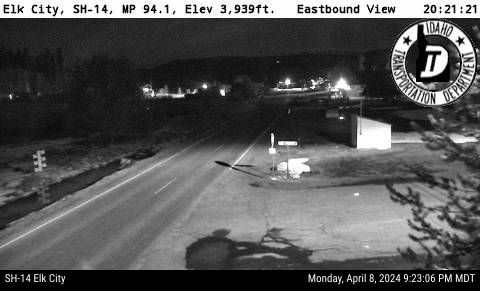 Elk City, SH-14, MP 94.1, Elev 3,939ft. Eastbound View 20:21:21
IDAHO
TRANSPORTATION DEPARTMENT
SH-14 Elk City Monday, April 8, 2024 9:23:06 PM MDT